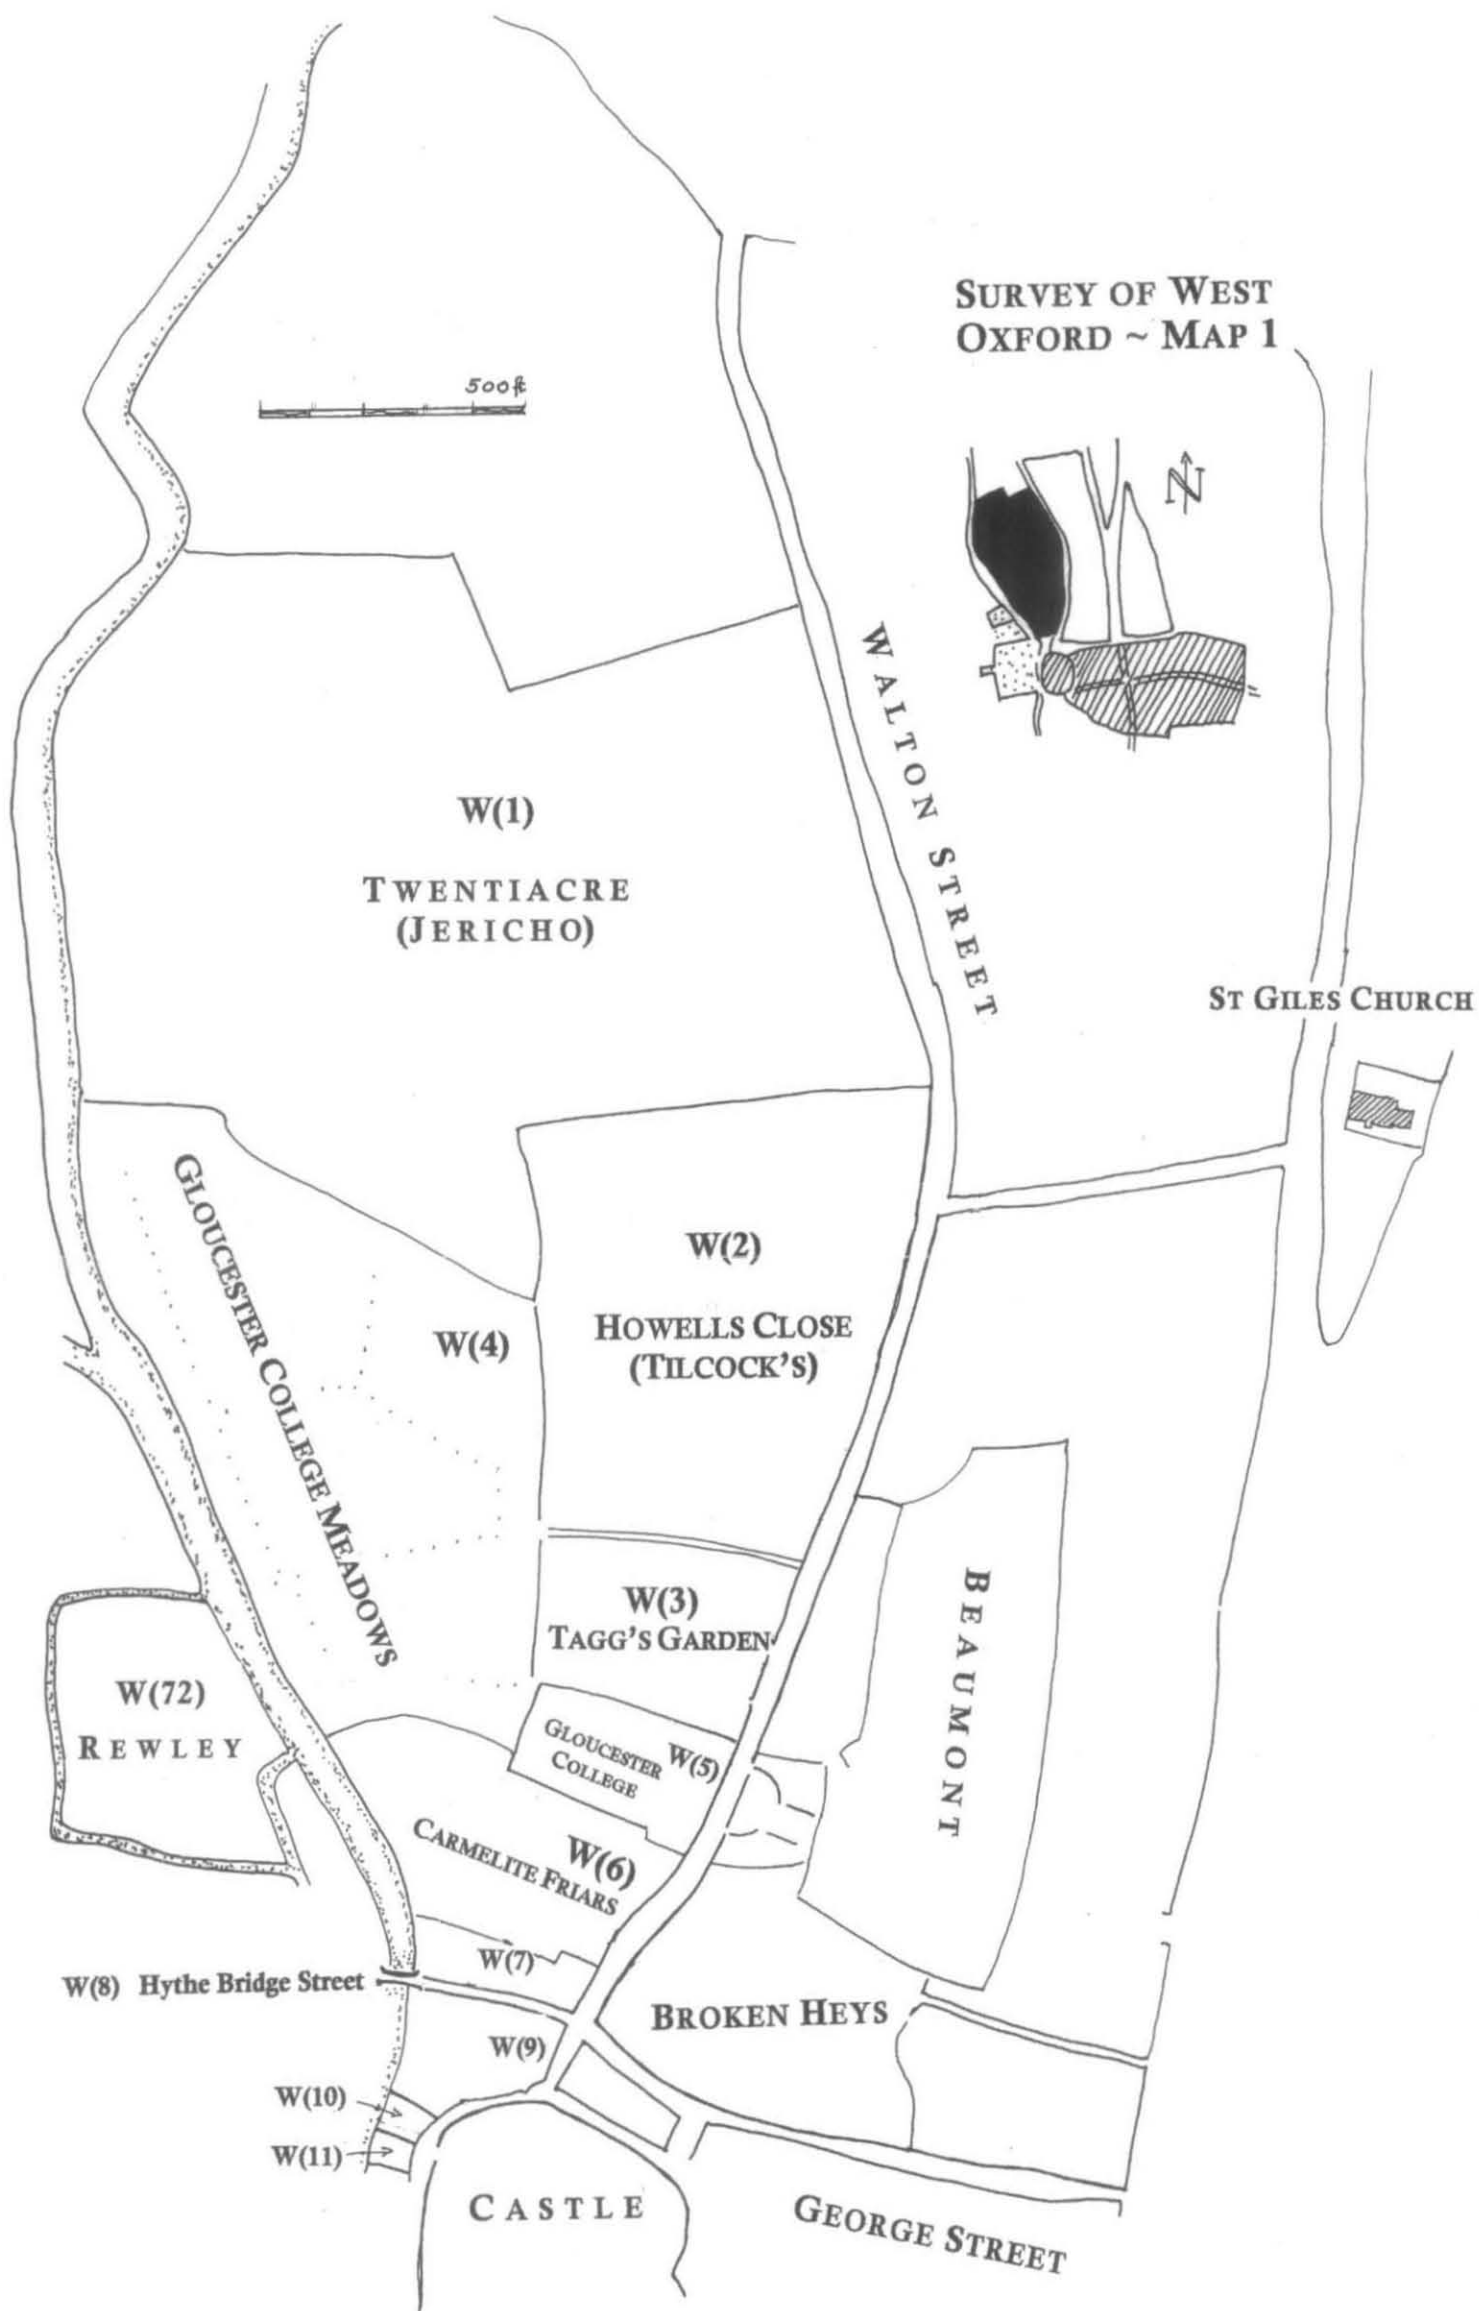 SURVEY OF WEST
OXFORD ~ MAP 1
500ft
N
WALTON STREET
W(1)
TWENTIACRE
(JERICHO)
ST GILES CHURCH
GLOUCESTER COLLEGE MEADOWS
W(2)
HOWELLS CLOSE
(TILCOCK'S)
W(4)
W(3)
TAGG'S GARDEN
BEAUMONT
W(72)
REWLEY
GLOUCESTER
COLLEGE
W(5)
CARMELITE FRIARS
W(6)
W(7)
W(8) Hythe Bridge Street
BROKEN HEYS
W(9)
W(10)
W(11)
CASTLE
GEORGE STREET